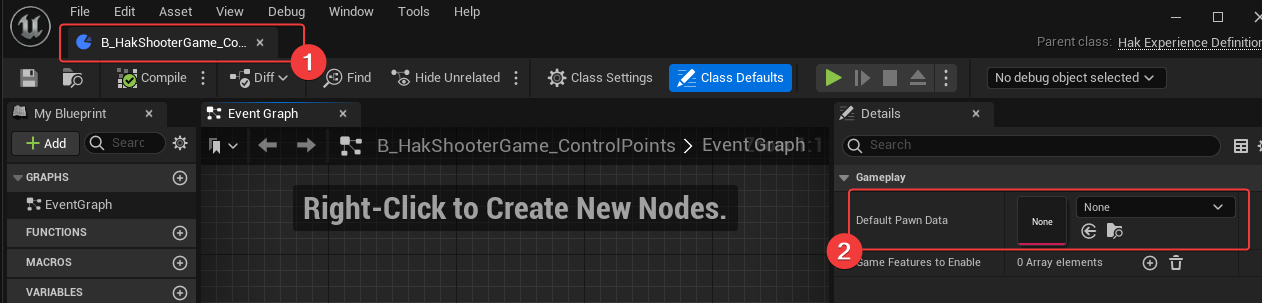 File Edit Asset View Debug Window Tools Help
B_HakShooterGame_Co...
1
Parent class: Hak Experience Definition
Compile Diff Find Hide Unrelated Class Settings Class Defaults No debug object selected
My Blueprint Event Graph Details
Add Searc B_HakShooterGame_ControlPoints > Event Graph Search
GRAPHS Gameplay
EventGraph Right-Click to Create New Nodes. Default Pawn Data None None
FUNCTIONS
2
MACROS Game Features to Enable 0 Array elements
VARIABLES